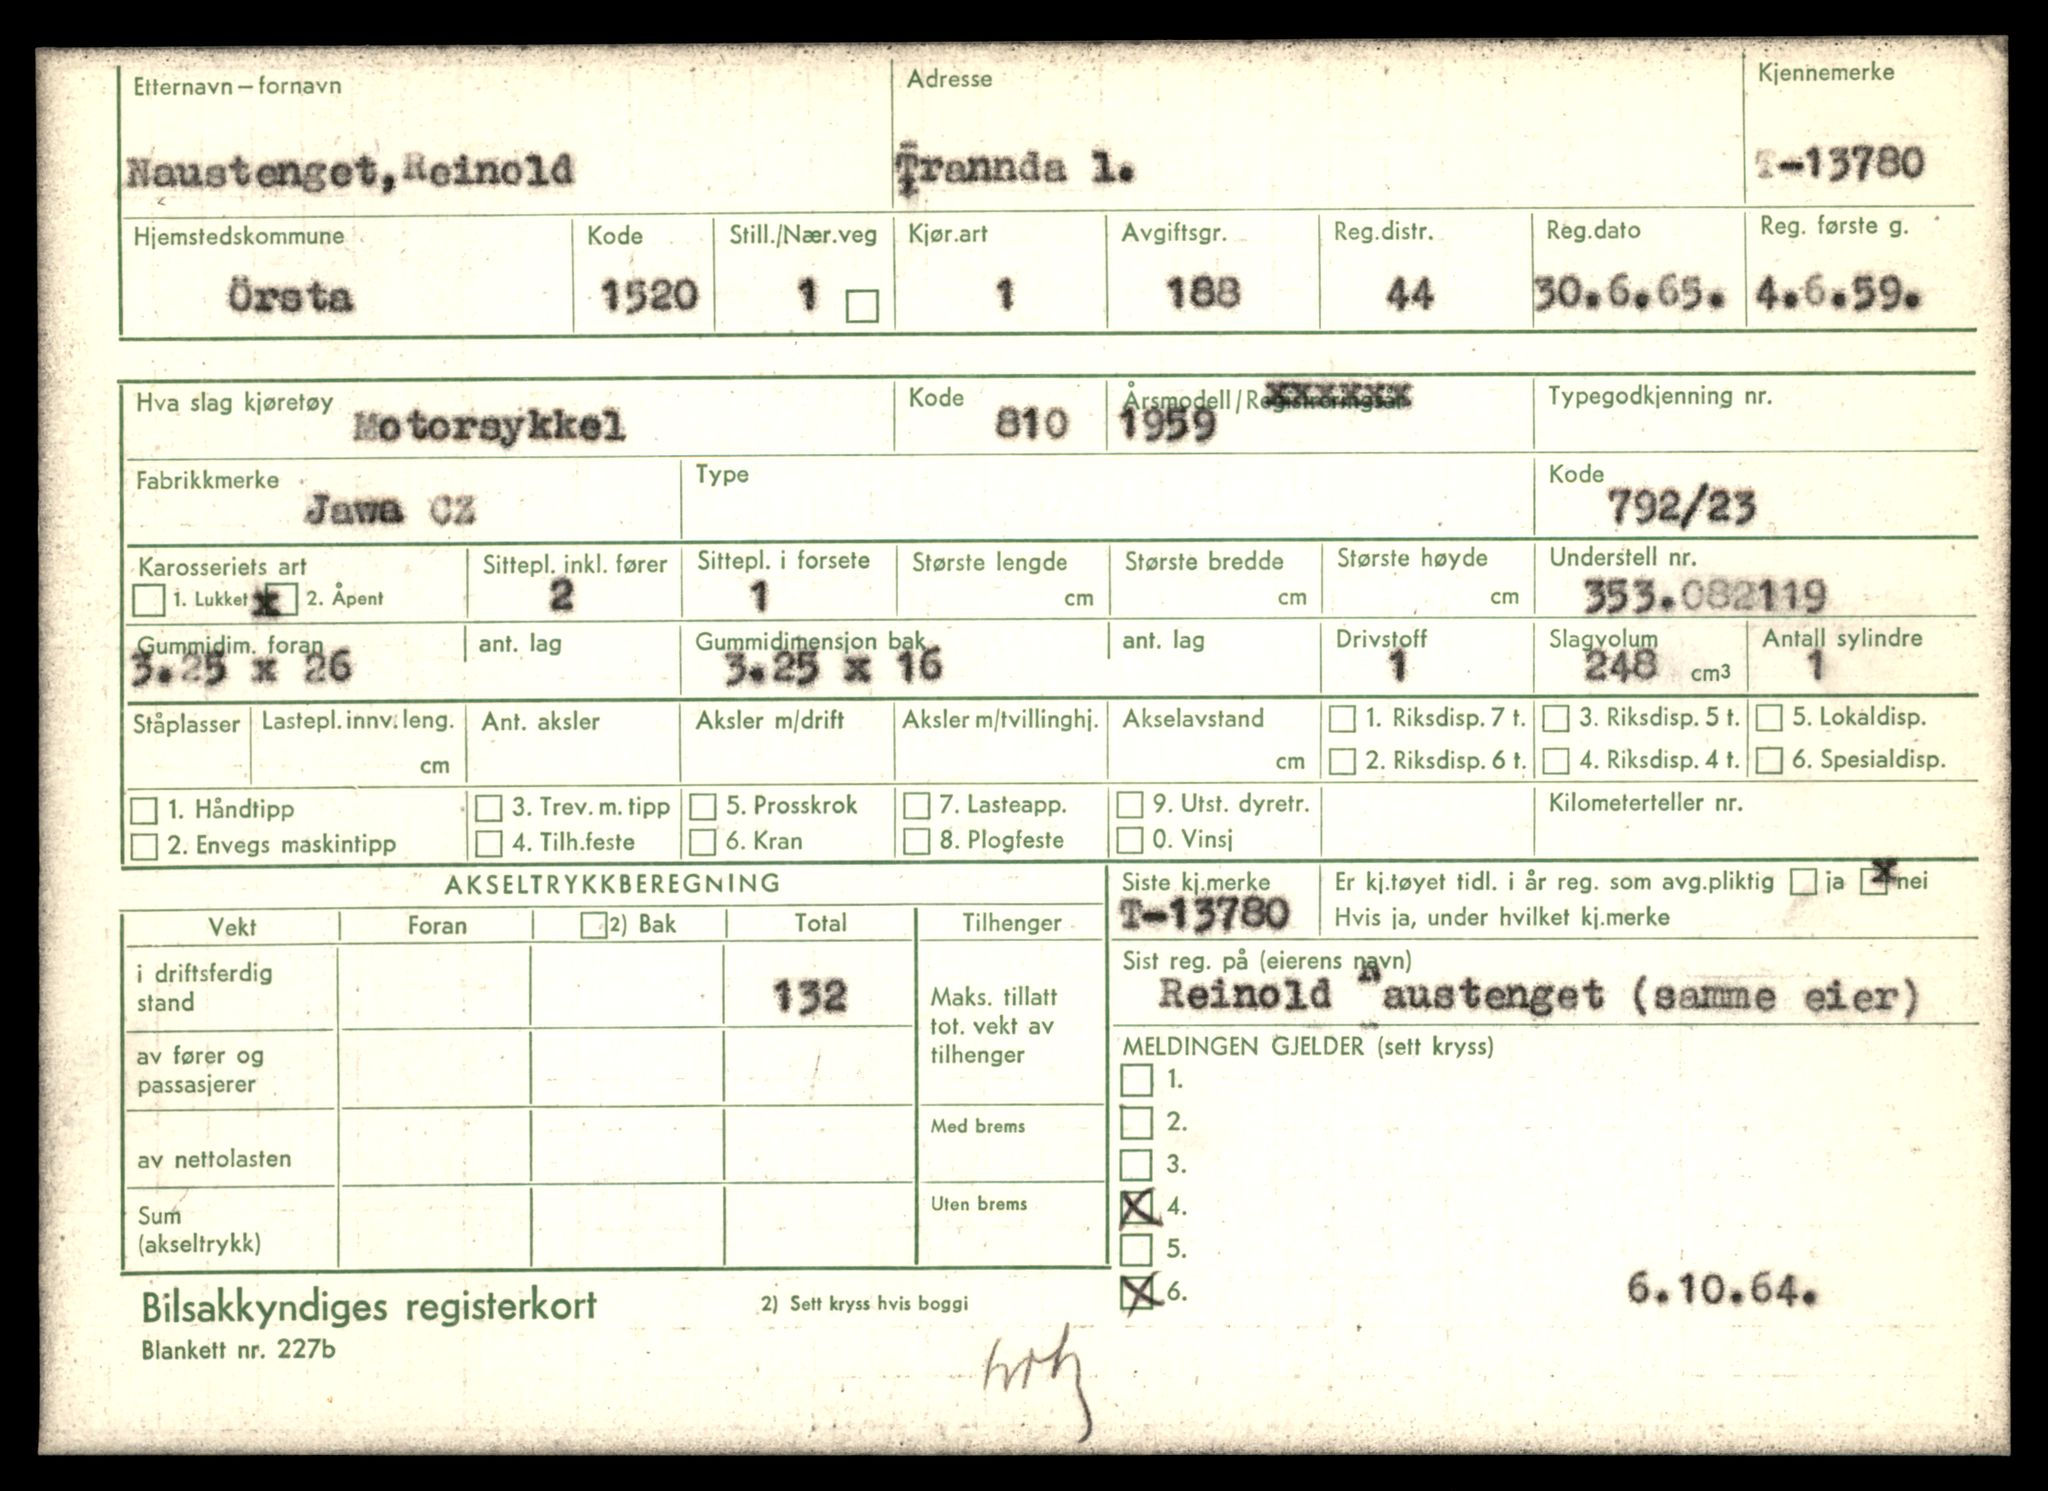 Etternavn – fornavn Adresse Kjennemerke
Naustenget, Reinold Trannda l. T-13780
Hjemstedskommune Kode Still./Nær.veg Kjør.art Avgiftsgr. Reg.distr. Reg.dato Reg. første g.
Örsta 1520 1 1 188 44 30.6.65. 4.6.59.
Hva slag kjøretøy Kode Årsmodell/Registreringsår Typegodkjenning nr.
Motorsykkel 810 1959
Fabrikkmerke Type Kode
Jawa CZ 792/23
Karosseriets art Sittepl. inkl. fører Sittepl. i forsete Største lengde Største bredde Største høyde Understell nr.
1. Lukket x 2. Åpent 2 1 cm cm cm 353.082119
Gummidim. foran ant. lag Gummidimensjon bak ant. lag Drivstoff Slagvolum Antall sylindre
3.25 x 26 3.25 x 16 1 248 cm3 1
Ståplasser Lastepl. innv. leng. Ant. aksler Aksler m/drift Aksler m/tvillinghj. Akselavstand 1. Riksdisp. 7 t. 3. Riksdisp. 5 t. 5. Lokaldisp.
cm cm 2. Riksdisp. 6 t. 4. Riksdisp. 4 t. 6. Spesialdisp.
1. Håndtipp 3. Trev. m. tipp 5. Prosskrok 7. Lasteapp. 9. Utst. dyretr. Kilometerteller nr.
2. Envegs maskintipp 4. Tilh.feste 6. Kran 8. Plogfeste 0. Vinsj
AKSELTRYKKBEREGNING
Vekt Foran 2) Bak Total Tilhenger
i driftsferdig
stand 132
Maks. tillatt
tot. vekt av
tilhenger
av fører og
passasjerer
Med brems
av nettolasten
Uten brems
Sum
(akseltrykk)
Siste kj.merke Er kj.tøyet tidl. i år reg. som avg.pliktig ja x nei
T-13780 Hvis ja, under hvilket kj.merke
Sist reg. på (eierens navn)
Reinold Naustenget (samme eier)
MELDINGEN GJELDER (sett kryss)
1.
2.
3.
X 4.
5.
X 6. 6.10.64.
Bilsakkyndiges registerkort 2) Sett kryss hvis boggi
Blankett nr. 227b